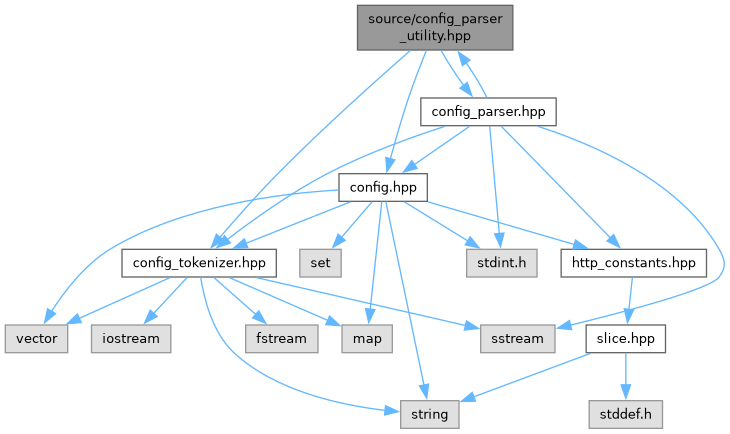 source/config_parser
_utility.hpp
config_parser.hpp
config.hpp
config_tokenizer.hpp
set
stdint.h
http_constants.hpp
vector
iostream
fstream
map
sstream
slice.hpp
string
stddef.h